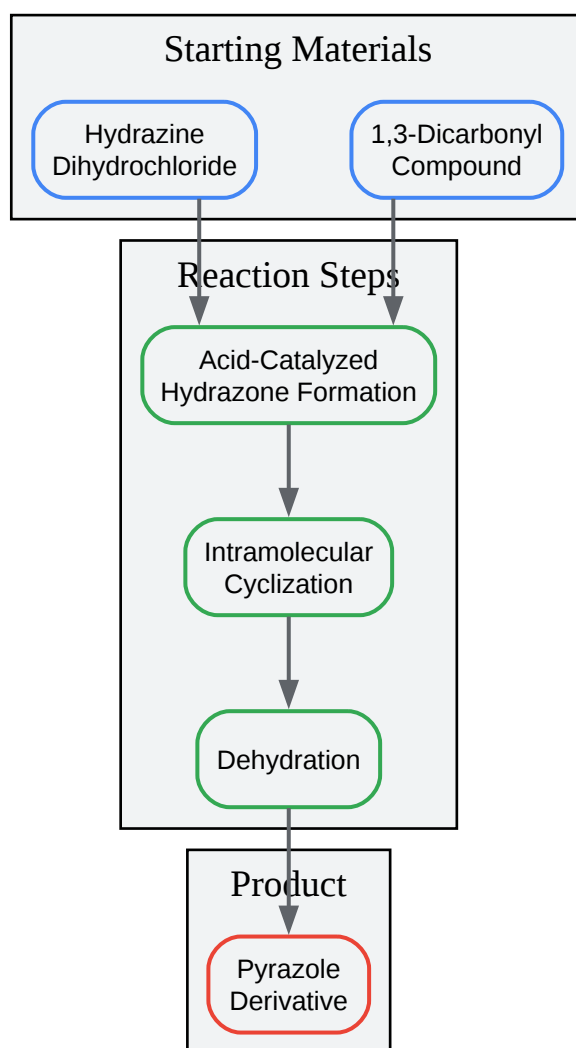 Starting Materials
Hydrazine
Dihydrochloride
1,3-Dicarbonyl
Compound
Reaction Steps
Acid-Catalyzed
Hydrazone Formation
Intramolecular
Cyclization
Dehydration
Product
Pyrazole
Derivative